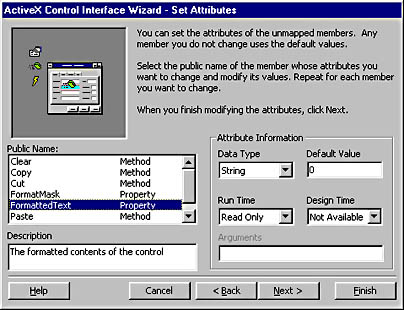 ActiveX Control Interface Wizard - Set Attributes
You can set the attributes of the unmapped members. Any
member you do not change uses the default values.
Select the public name of the member whose attributes you
want to change and modify its values. Repeat for each member
you want to change.
When you finish modifying the attributes, click Next.
Public Name:
Clear Method
Copy Method
Cut Method
FormatMask Property
FormattedText Property
Paste Method
Description
The formatted contents of the control
Attribute Information
Data Type Default Value
String 0
Run Time Design Time
Read Only Not Available
Arguments
Help Cancel < Back Next > Finish